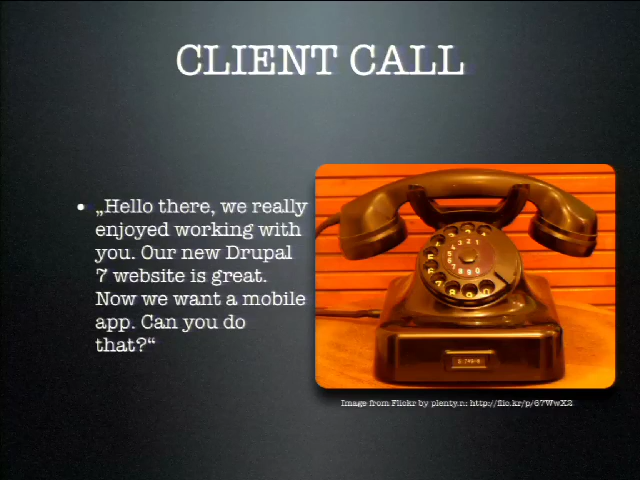 CLIENT CALL
• „Hello there, we really
enjoyed working with
you. Our new Drupal
7 website is great.
Now we want a mobile
app. Can you do
that?“
Image from Flickr by plenty.r.: http://flic.kr/p/67WwX2